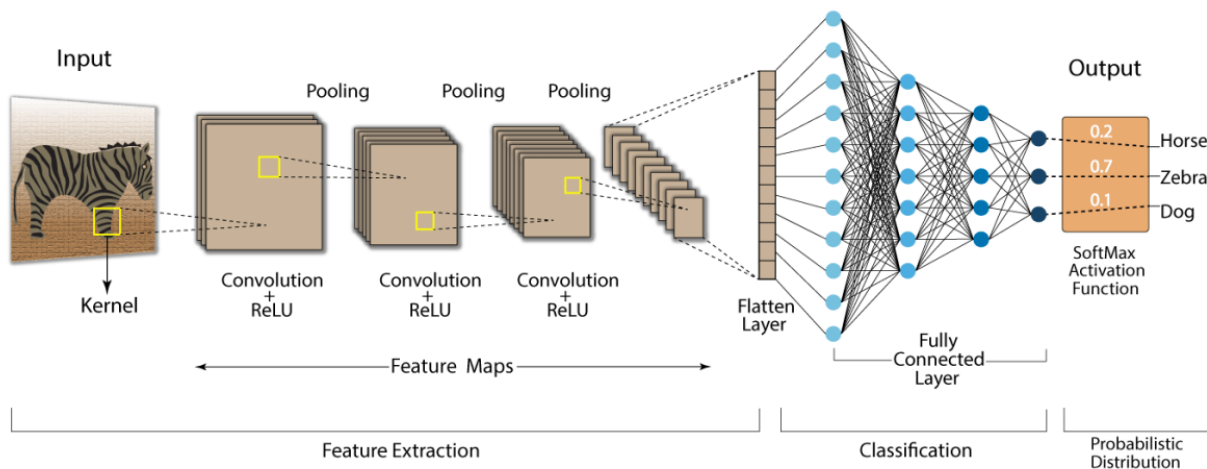 Input
Kernel
Pooling
Pooling
Pooling
Convolution
+
ReLU
Convolution
+
ReLU
Convolution
+
ReLU
Feature Maps
Flatten
Layer
Fully
Connected
Layer
Output
0.2
Horse
0.7
Zebra
0.1
Dog
SoftMax
Activation
Function
Feature Extraction
Classification
Probabilistic
Distribution